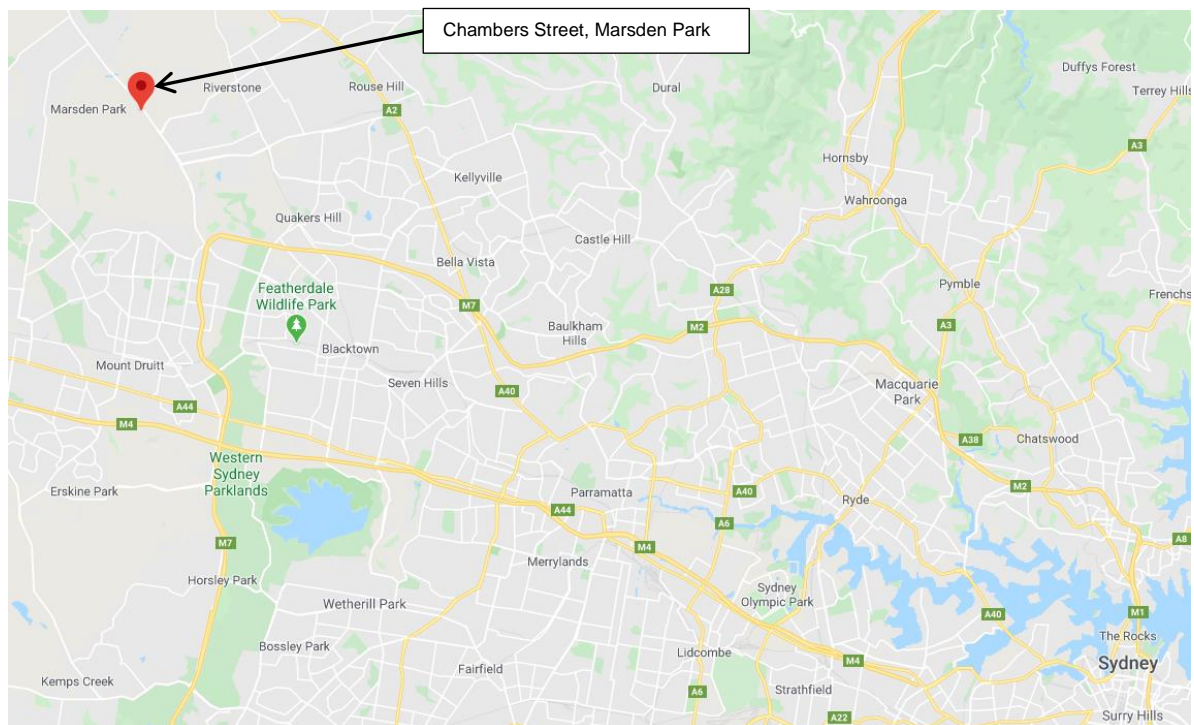 Chambers Street, Marsden Park
Duffys Forest
Riverstone
Rouse Hill
Dural
Terrey Hills
Marsden Park
A2
A3
Hornsby
Kellyville
Wahroonga
Quakers Hill
Castle Hill
Bella Vista
Featherdale
Wildlife Park
A28
Pymble
Frenchs
M7
Baulkham
Hills
M2
A3
Blacktown
Mount Druitt
Seven Hills
A40
Macquarie
Park
A44
M4
A38
Chatswood
Western
Sydney
Parklands
Erskine Park
Parramatta
A40
Ryde
M2
A44
A6
M7
M4
A8
Merrylands
Horsley Park
Sydney
Olympic Park
Wetherill Park
A40
M1
The Rocks
Bossley Park
Lidcombe
M4
Sydney
Fairfield
Kemps Creek
A6
Strathfield
A22
Surry Hills